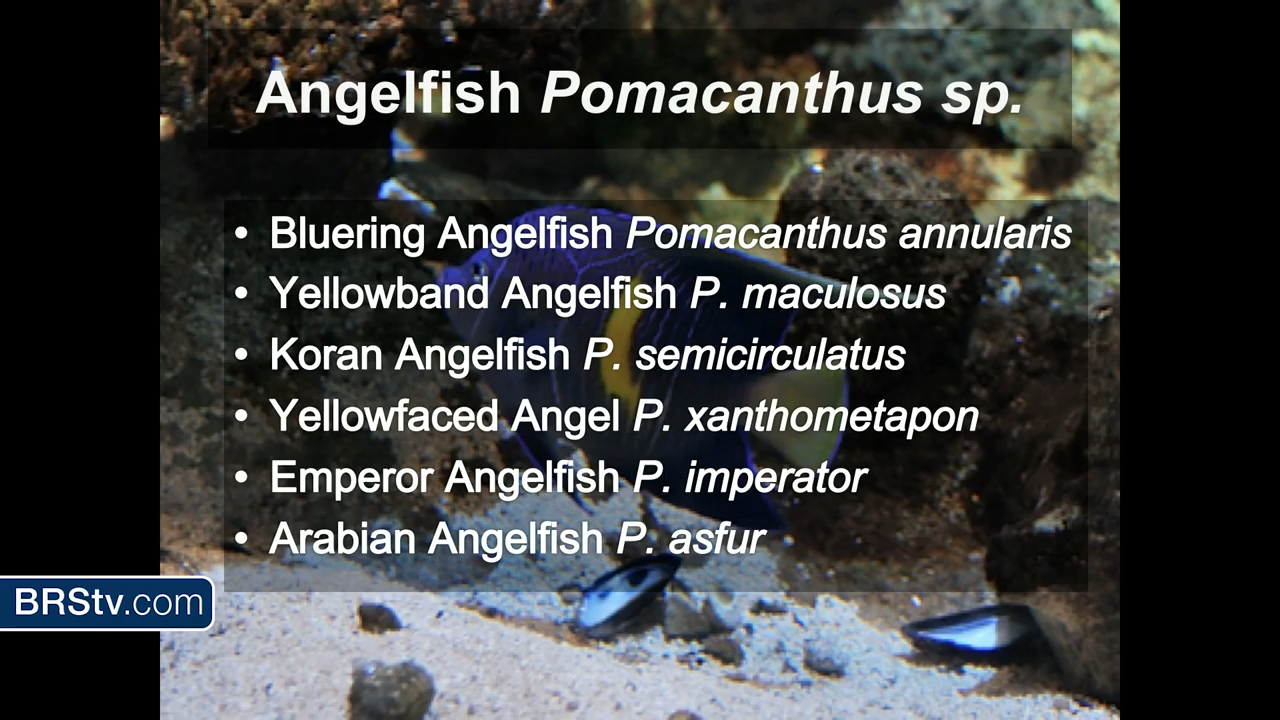 Angelfish Pomacanthus sp.
• Bluering Angelfish Pomacanthus annularis
• Yellowband Angelfish P. maculosus
• Koran Angelfish P. semicirculatus
• Yellowfaced Angel P. xanthometapon
• Emperor Angelfish P. imperator
• Arabian Angelfish P. asfur
BRStv.com